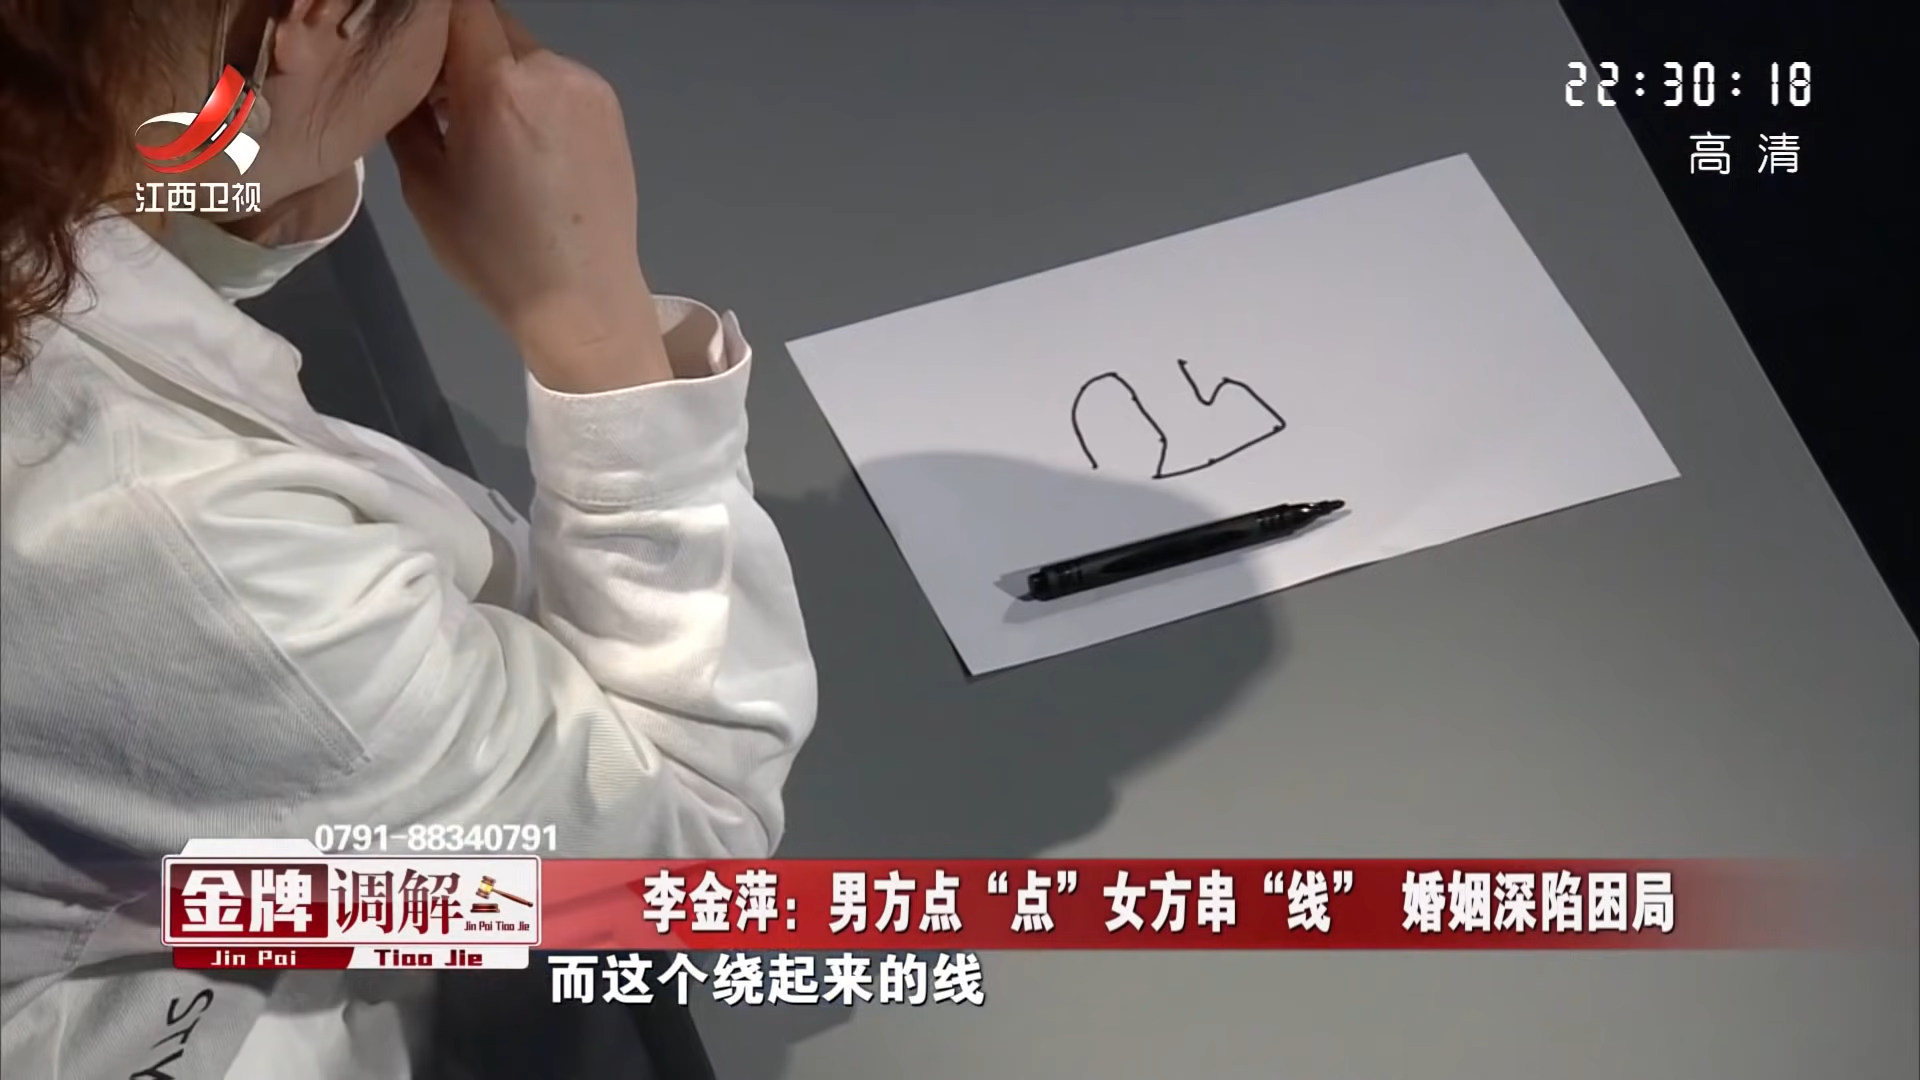 22:30:18
高清
江西卫视
0791-88340791
金牌调解
Jin Pai Tiao Jie
Jin Pai Tiao Jie
李金萍：男方点“点”女方串“线” 婚姻深陷困局
而这个绕起来的线
STY